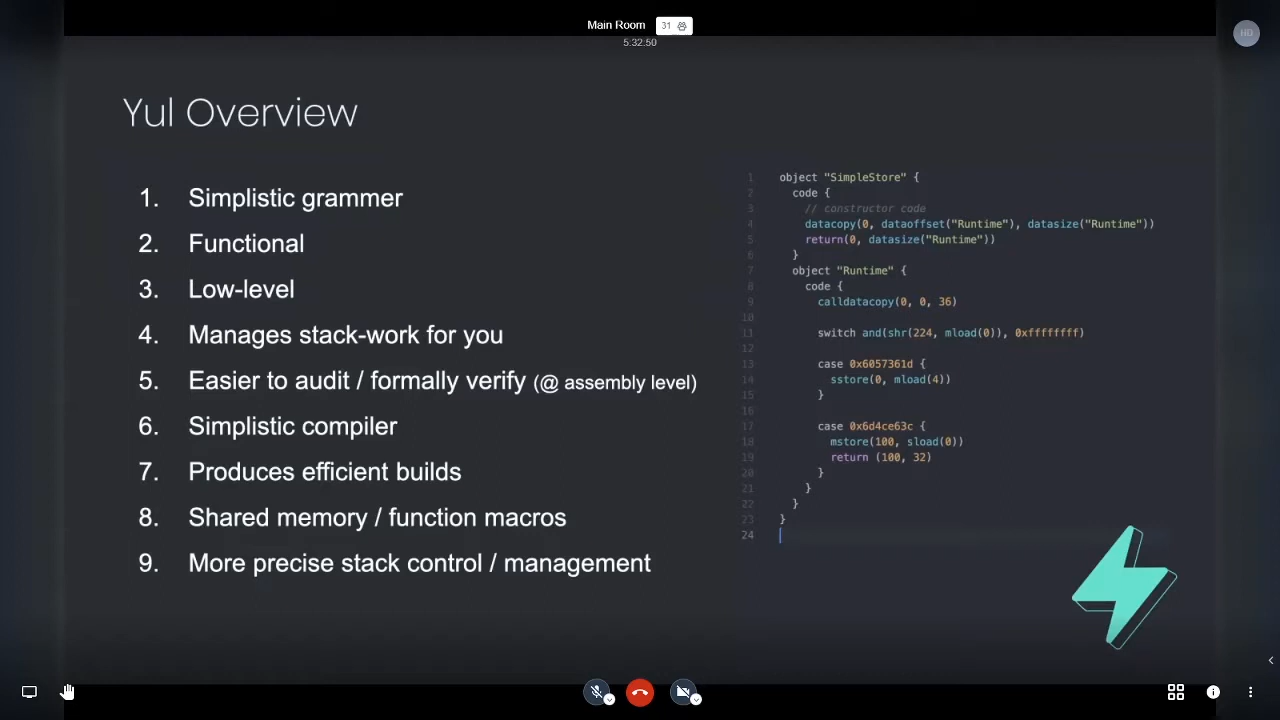 Main Room 31
5:32.50
HD
Yul Overview
1. Simplistic grammer
2. Functional
3. Low-level
4. Manages stack-work for you
5. Easier to audit / formally verify (@ assembly level)
6. Simplistic compiler
7. Produces efficient builds
8. Shared memory / function macros
9. More precise stack control / management
1 object "SimpleStore" {
2 code {
3 // constructor code
4 datacopy(0, dataoffset("Runtime"), datasize("Runtime"))
5 return(0, datasize("Runtime"))
6 }
7 object "Runtime" {
8 code {
9 calldatacopy(0, 0, 36)
10
11 switch and(shr(224, mload(0)), 0xffffffff)
12
13 case 0x6057361d {
14 sstore(0, mload(4))
15 }
16
17 case 0x6d4ce63c {
18 mstore(100, sload(0))
19 return (100, 32)
20 }
21 }
22 }
23 }
24